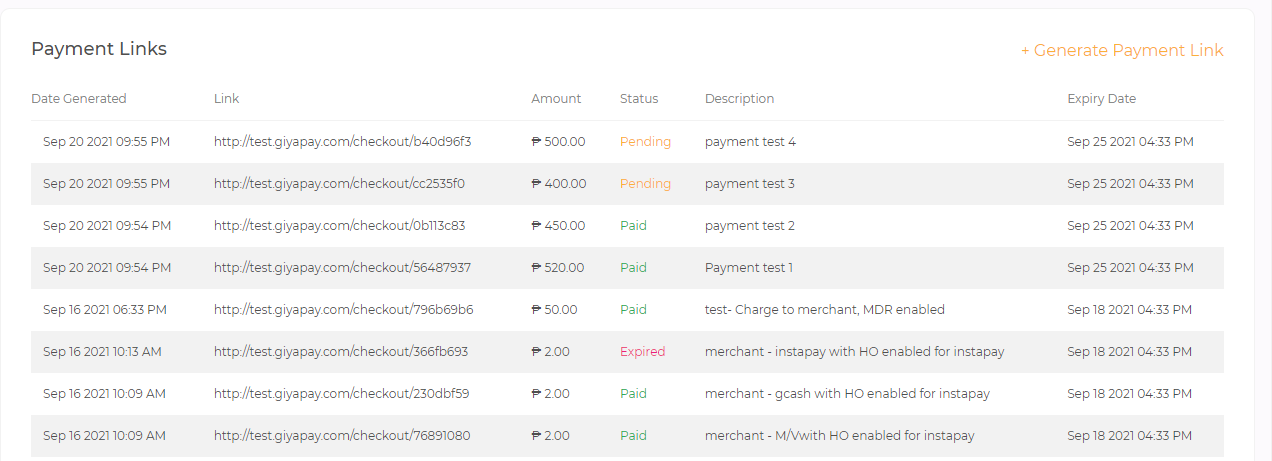 Payment Links + Generate Payment Link
Date Generated Link Amount Status Description Expiry Date
Sep 20 2021 09:55 PM http://test.giyapay.com/checkout/b40d96f3 ₱ 500.00 Pending payment test 4 Sep 25 2021 04:33 PM
Sep 20 2021 09:55 PM http://test.giyapay.com/checkout/cc2535f0 ₱ 400.00 Pending payment test 3 Sep 25 2021 04:33 PM
Sep 20 2021 09:54 PM http://test.giyapay.com/checkout/0b113c83 ₱ 450.00 Paid payment test 2 Sep 25 2021 04:33 PM
Sep 20 2021 09:54 PM http://test.giyapay.com/checkout/56487937 ₱ 520.00 Paid Payment test 1 Sep 25 2021 04:33 PM
Sep 16 2021 06:33 PM http://test.giyapay.com/checkout/796b69b6 ₱ 50.00 Paid test- Charge to merchant, MDR enabled Sep 18 2021 04:33 PM
Sep 16 2021 10:13 AM http://test.giyapay.com/checkout/366fb693 ₱ 2.00 Expired merchant - instapay with HO enabled for instapay Sep 18 2021 04:33 PM
Sep 16 2021 10:09 AM http://test.giyapay.com/checkout/230dbf59 ₱ 2.00 Paid merchant - gcash with HO enabled for instapay Sep 18 2021 04:33 PM
Sep 16 2021 10:09 AM http://test.giyapay.com/checkout/76891080 ₱ 2.00 Paid merchant - M/Vwith HO enabled for instapay Sep 18 2021 04:33 PM